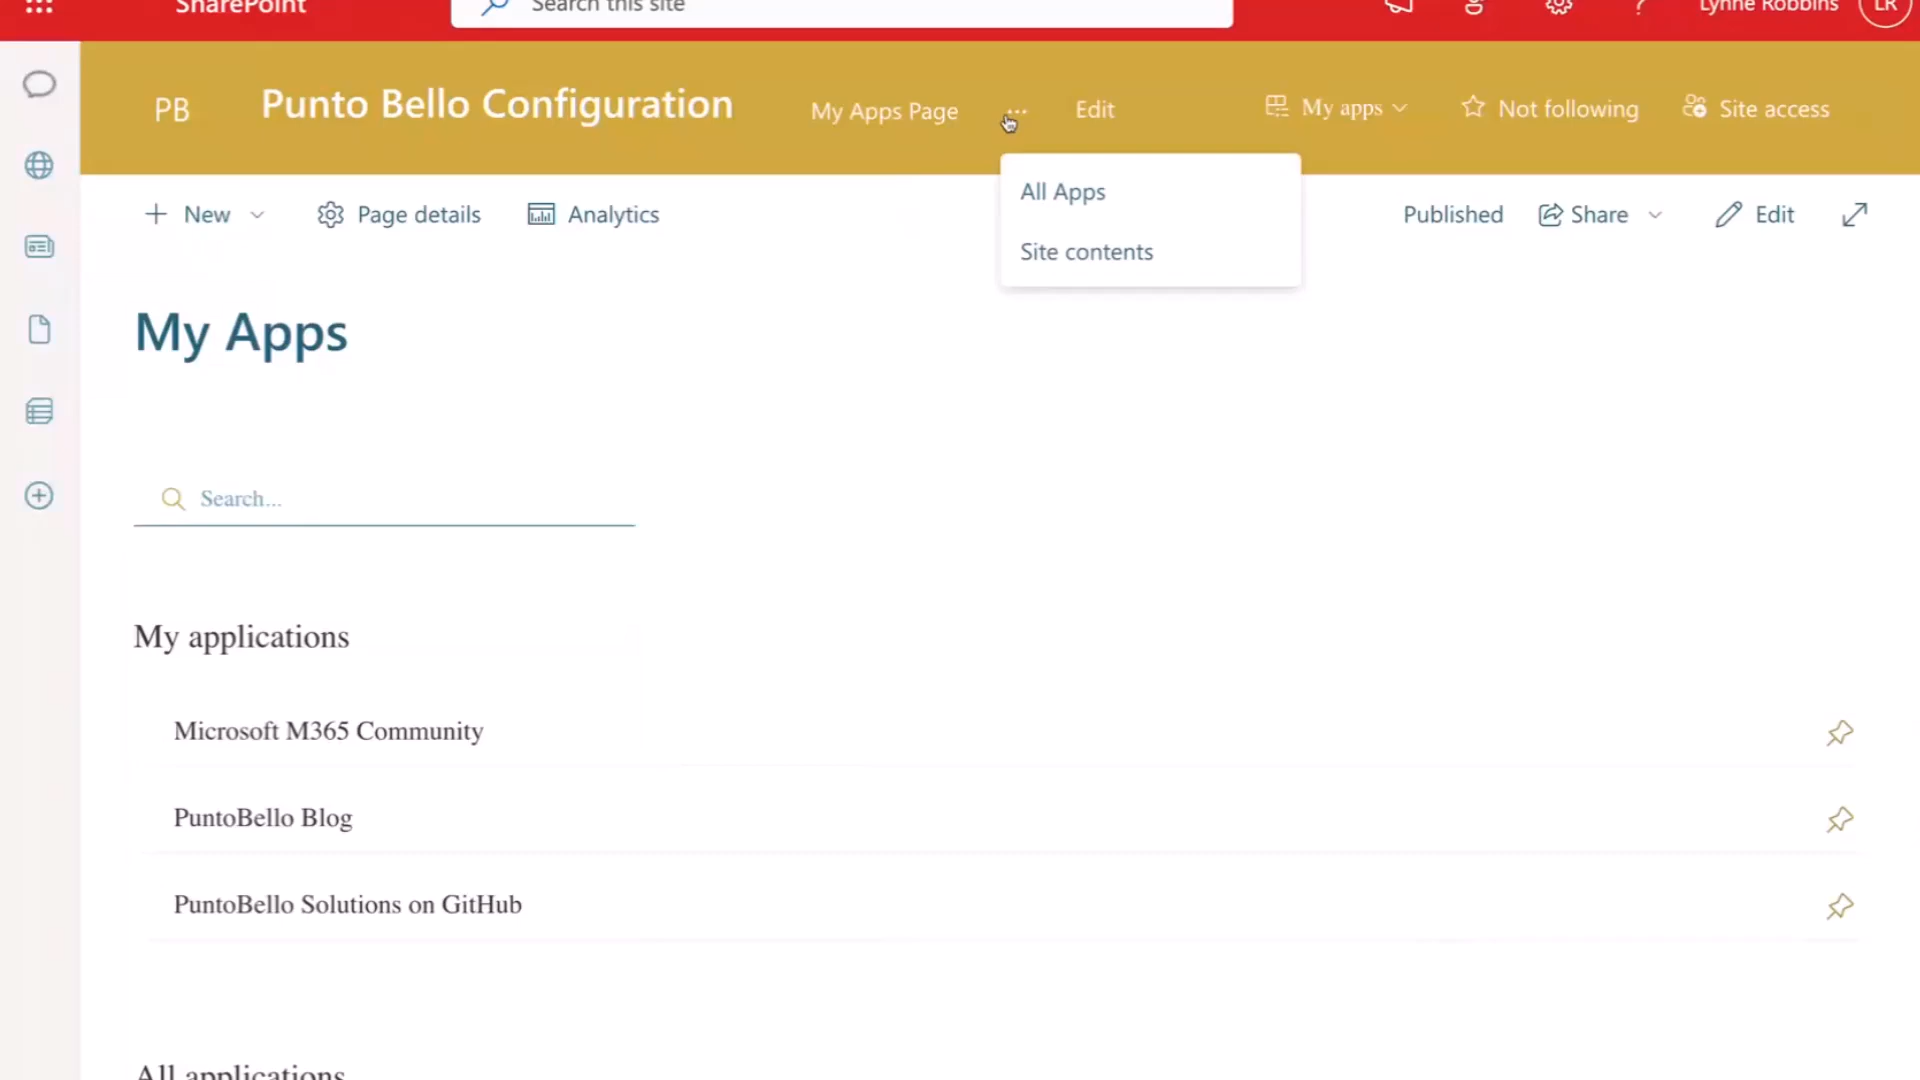 SharePoint
Search this site
Lynne Robbins
LR
PB
Punto Bello Configuration
My Apps Page
...
Edit
My apps
Not following
Site access
All Apps
Site contents
New
Page details
Analytics
Published
Share
Edit
My Apps
Search...
My applications
Microsoft M365 Community
PuntoBello Blog
PuntoBello Solutions on GitHub
All applications